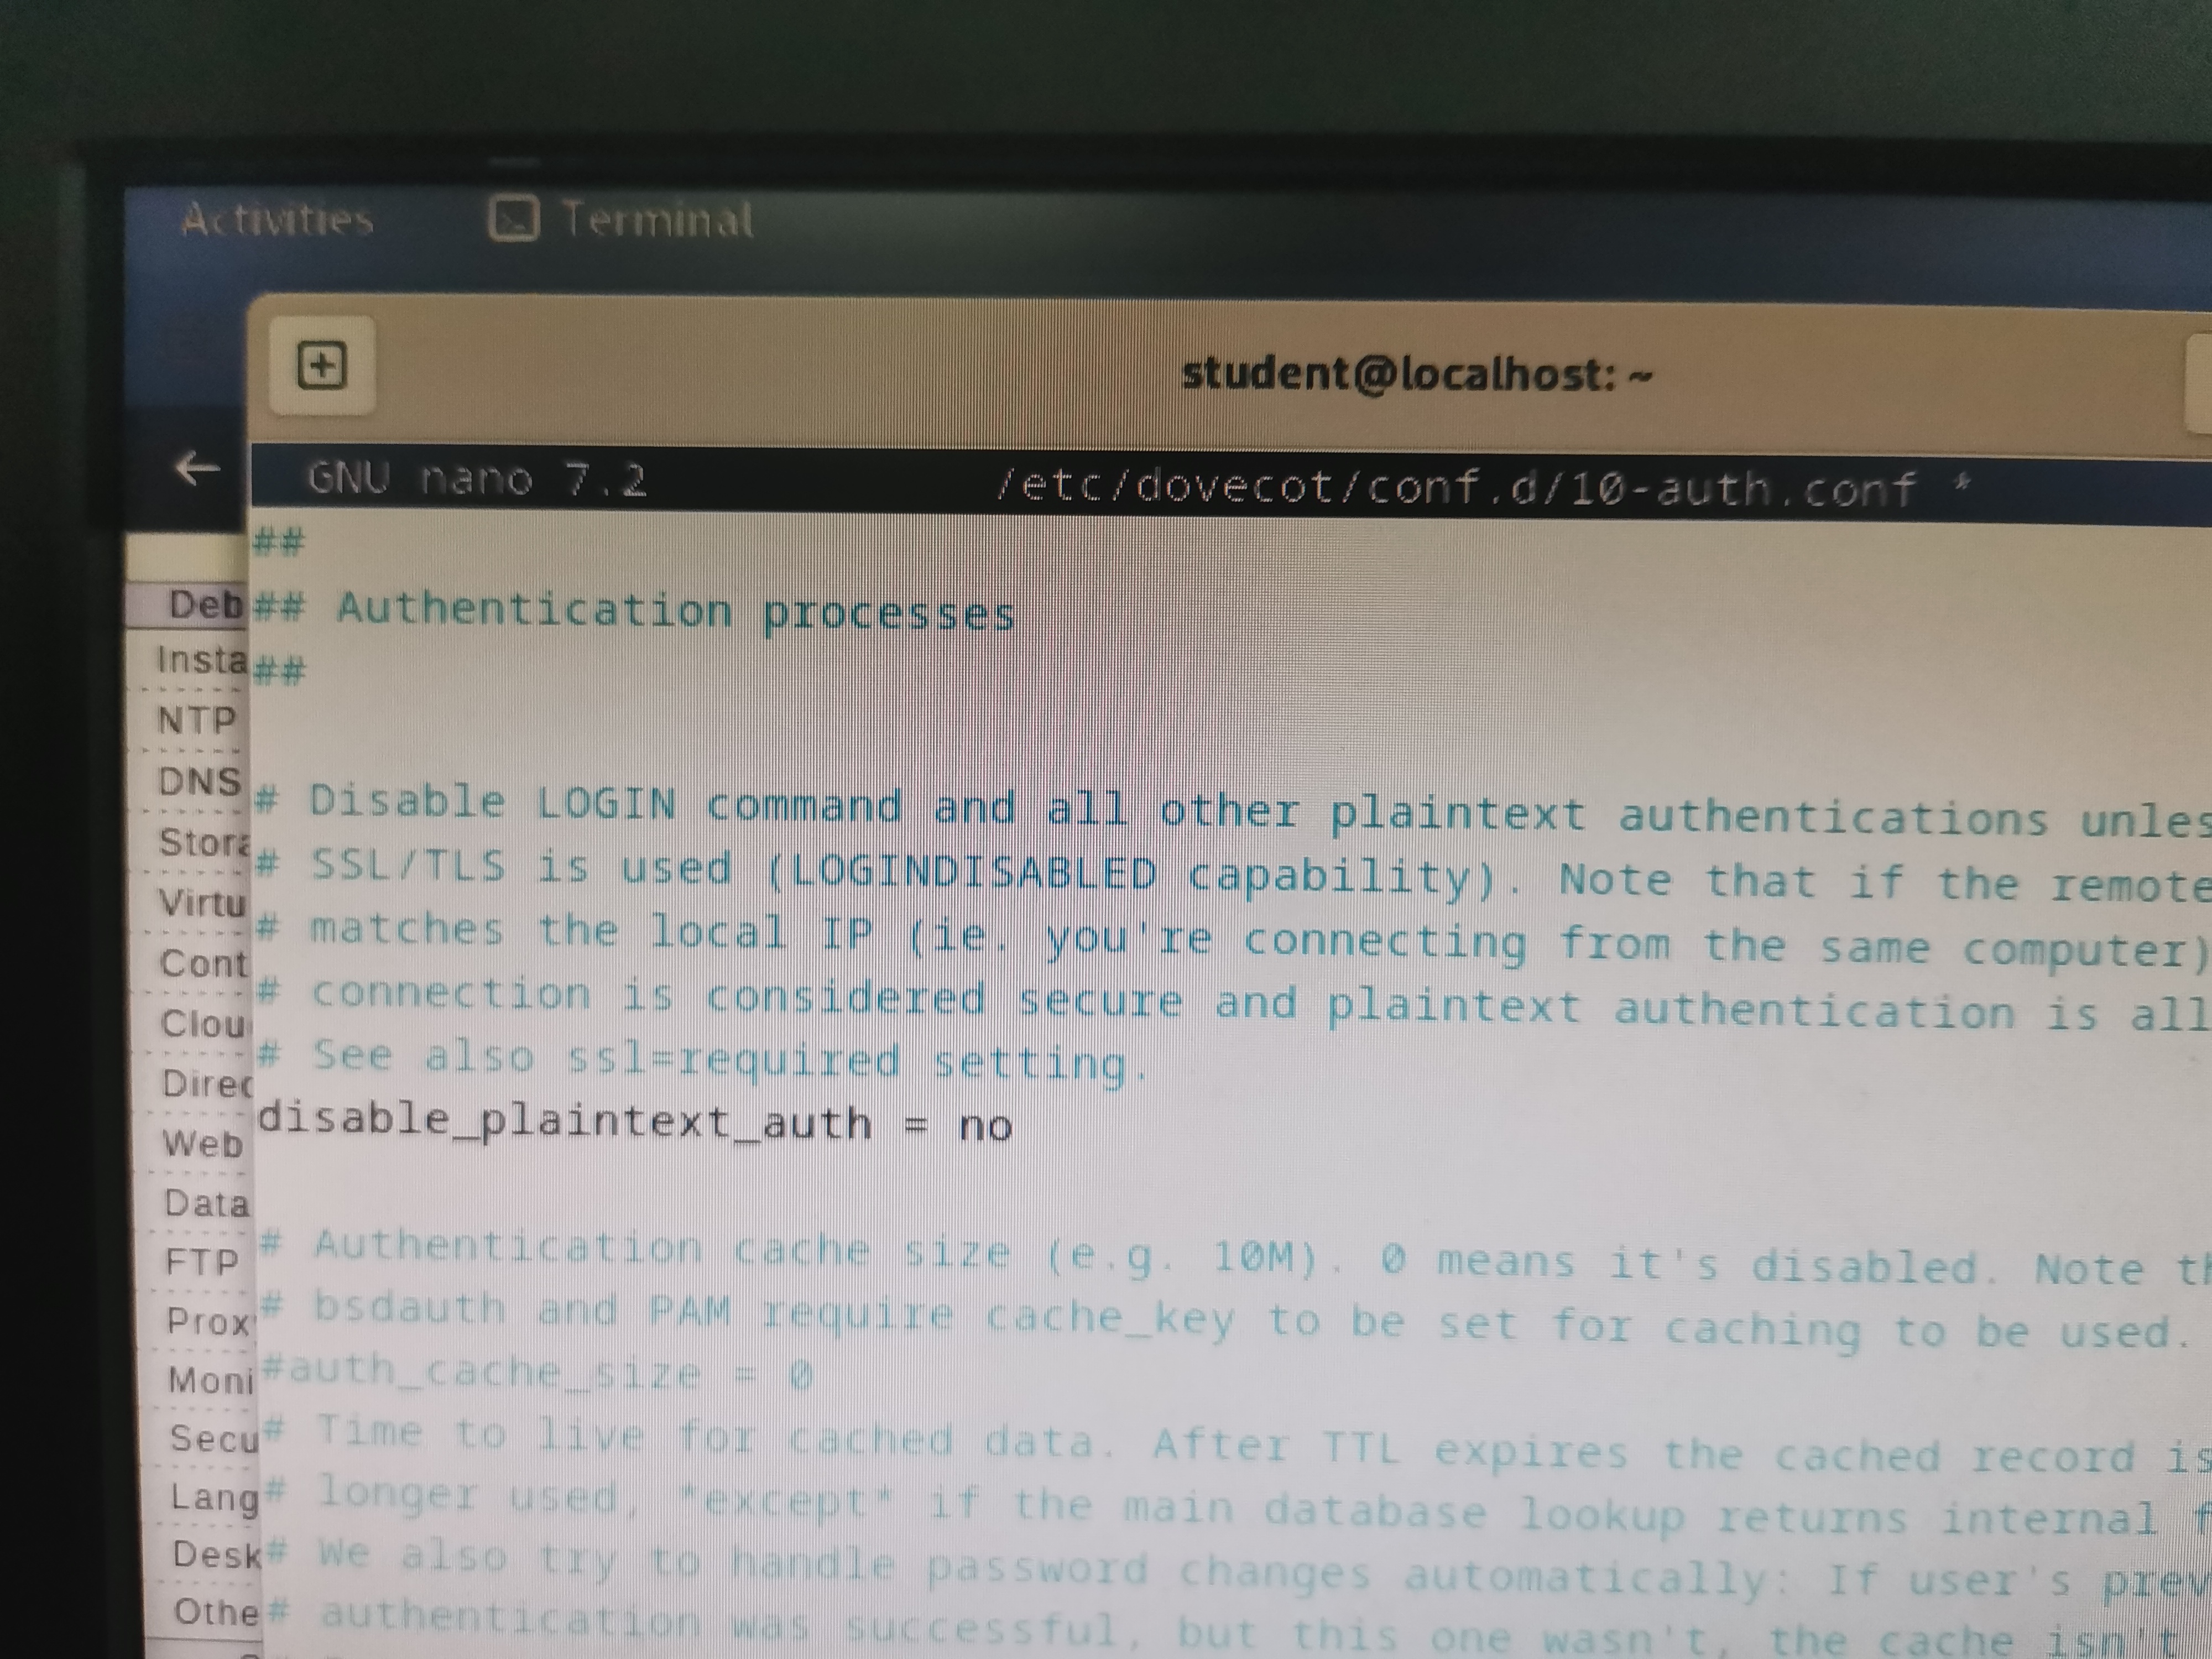 Activities Terminal
student@localhost: ~
GNU nano 7.2 /etc/dovecot/conf.d/10-auth.conf *
##
## Authentication processes
##
# Disable LOGIN command and all other plaintext authentications unles
# SSL/TLS is used (LOGINDISABLED capability). Note that if the remote
# matches the local IP (ie. you're connecting from the same computer)
# connection is considered secure and plaintext authentication is all
# See also ssl=required setting.
disable_plaintext_auth = no
# Authentication cache size (e.g. 10M). 0 means it's disabled. Note th
# bsdauth and PAM require cache_key to be set for caching to be used.
#auth_cache_size = 0
# Time to live for cached data. After TTL expires the cached record is
# longer used, *except* if the main database lookup returns internal f
# We also try to handle password changes automatically: If user's prev
# authentication was successful, but this one wasn't, the cache isn't
Deb
Insta
NTP
DNS
Stora
Virtu
Cont
Clou
Direc
Web
Data
FTP
Prox
Moni
Secu
Lang
Desk
Othe